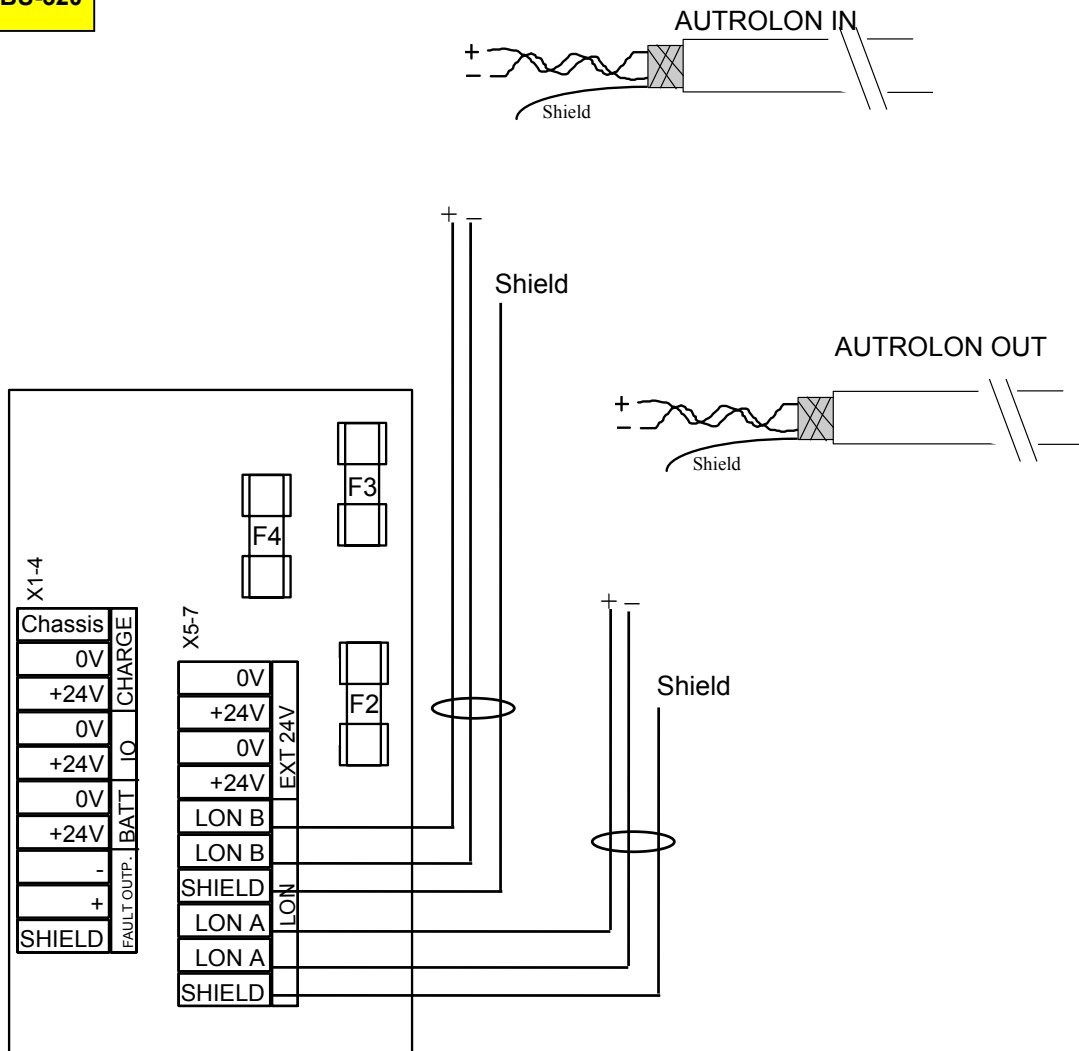 AUTROLON IN
+
–
Shield
+ –
Shield
AUTROLON OUT
+
–
Shield
F3
F4
X1-4
Chassis
0V
+24V
CHARGE
0V
+24V
IO
0V
+24V
BATT
-
+
SHIELD
FAULT OUTP.
X5-7
0V
+24V
0V
+24V
EXT 24V
LON B
LON B
SHIELD
LON A
LON A
SHIELD
LON
F2
+ –
Shield